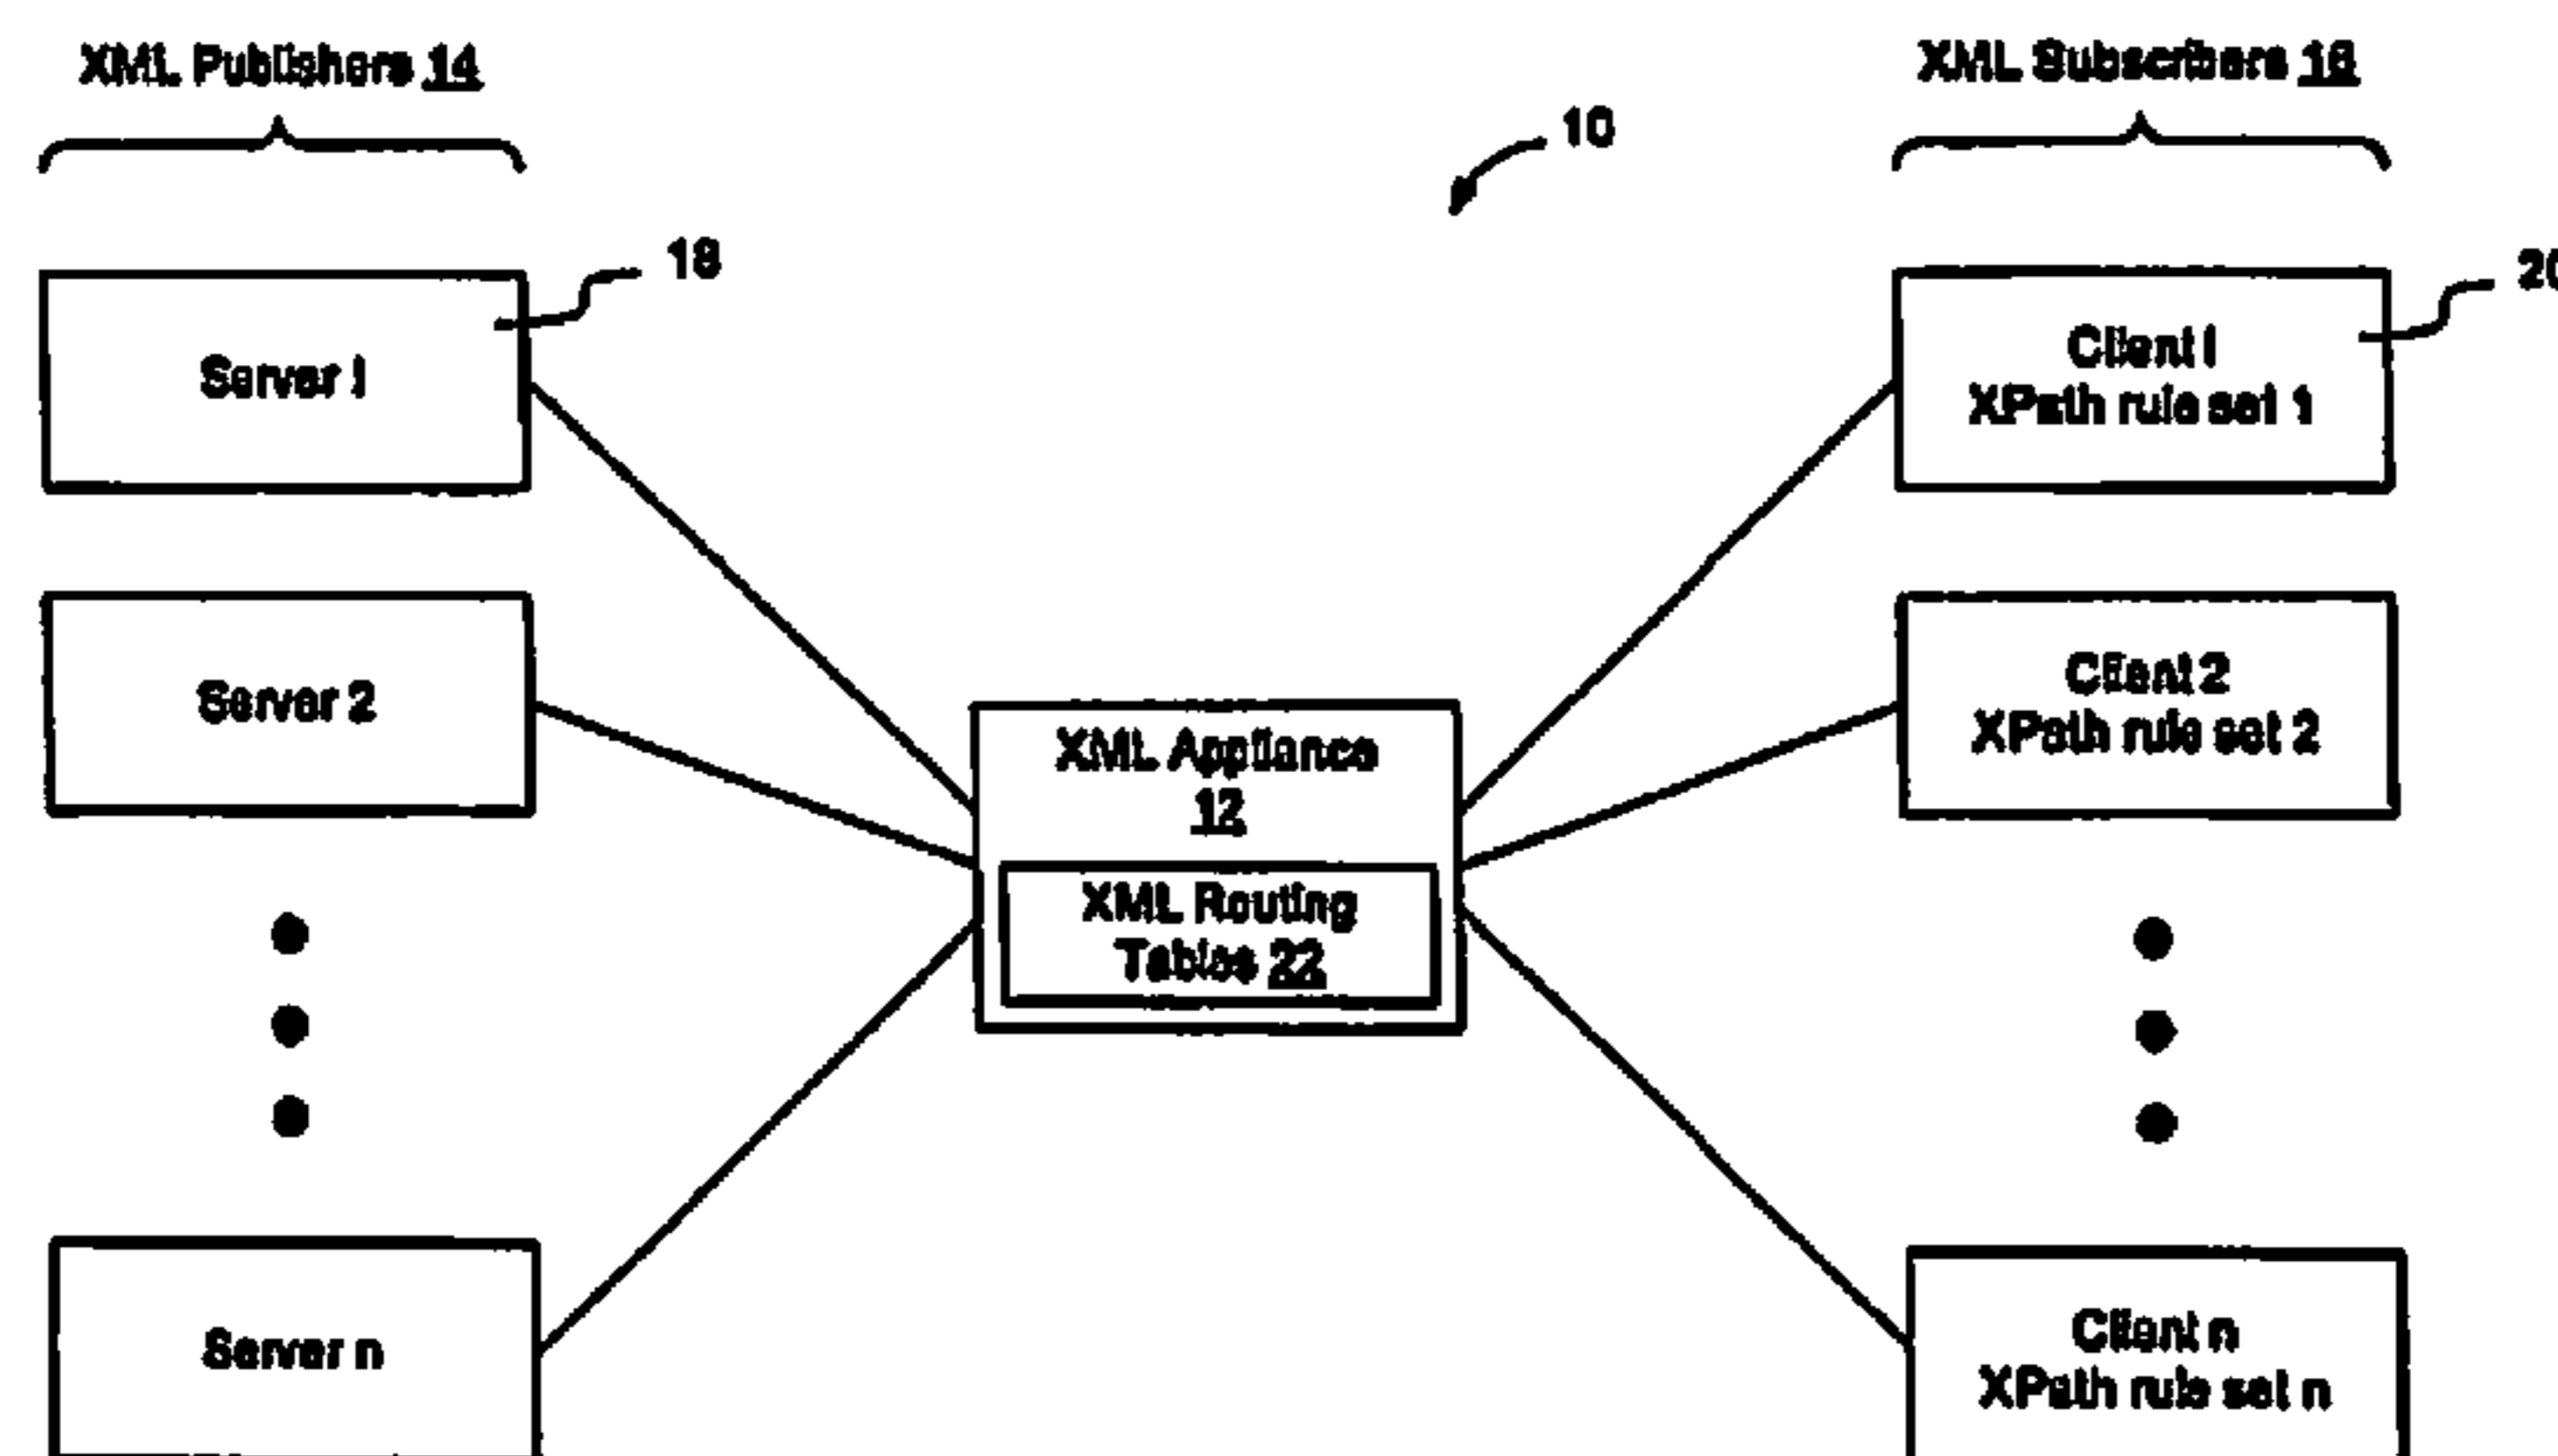 XML Publishers 14
XML Subscribers 16
10
18
20
Server 1
Client 1
XPath rule set 1
Server 2
Client 2
XPath rule set 2
XML Appliance
12
XML Routing
Tables 22
Server n
Client n
XPath rule set n